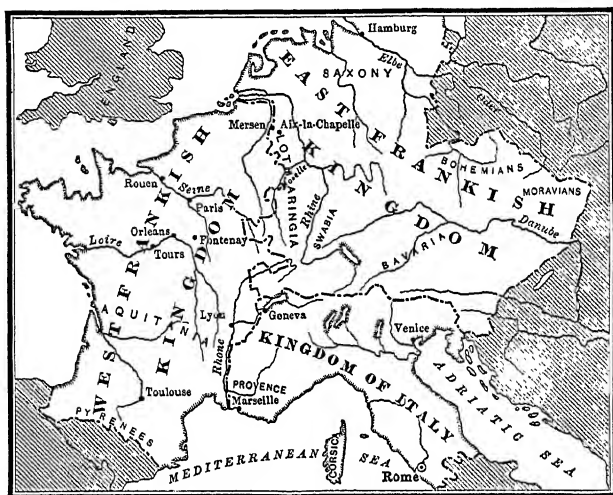 Hamburg
ENGLAND
SAXONY
Elbe
Oder
EAST FRANKISH KINGDOM
Mersen
Aix-la-Chapelle
LOTHARINGIA
Moselle
BOHEMIANS
MORAVIANS
Rouen
Seine
Paris
Rhine
SWABIA
Danube
BAVARIA
Loire
Orleans
Fontenay
Tours
WEST FRANKISH KINGDOM
AQUITANIA
Lyon
Geneva
Venice
Rhone
KINGDOM OF ITALY
PROVENCE
Toulouse
Marseille
ADRIATIC SEA
PYRENEES
MEDITERRANEAN SEA
CORSICA
Rome